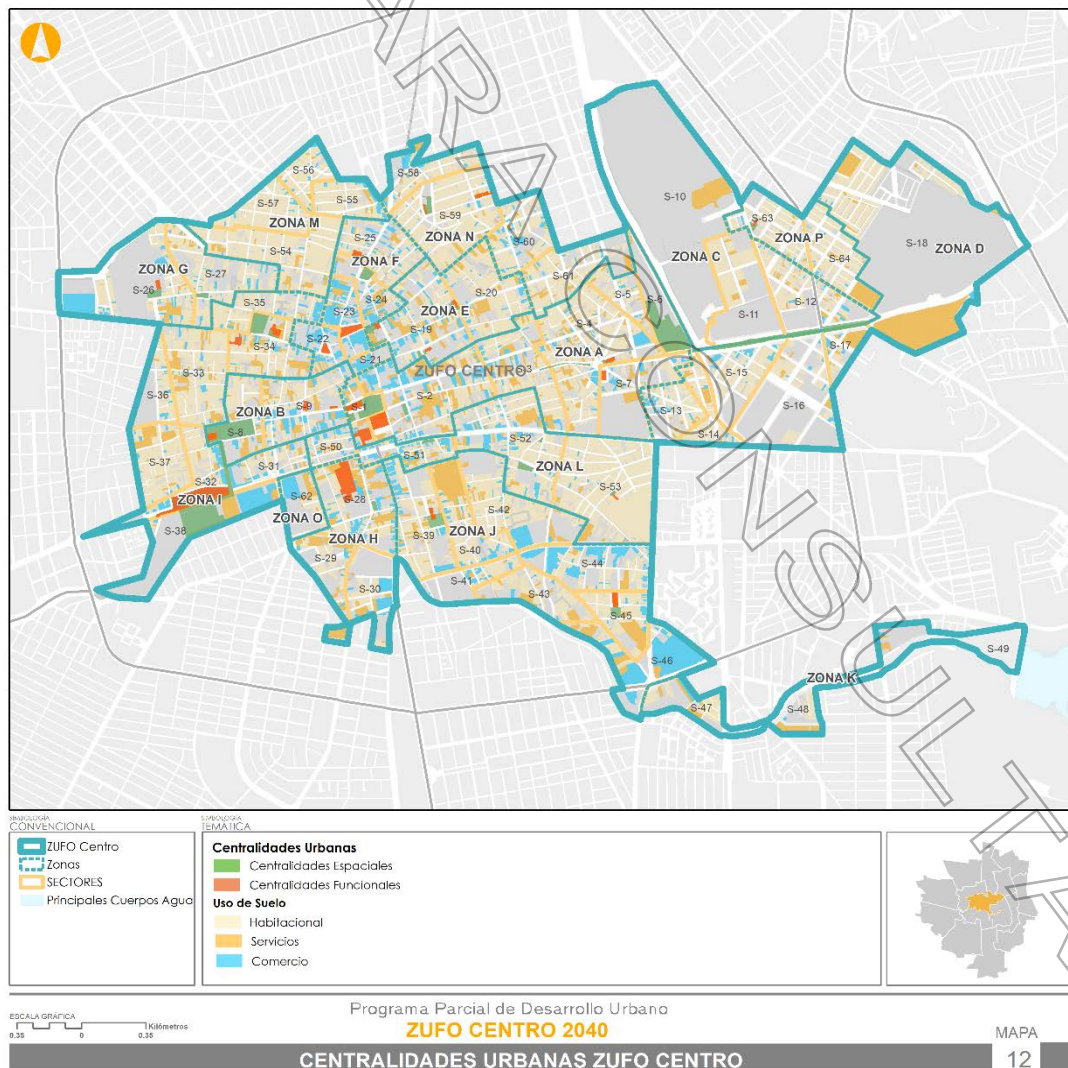 S-56
S-58
S-57
S-55
S-59
ZONA M
S-10
S-63
S-25
ZONA N
ZONA P
S-54
S-60
S-18
ZONA D
ZONA C
S-64
ZONA G
S-27
ZONA F
S-61
S-26
S-20
S-5
S-6
S-12
S-35
S-24
ZONA E
S-23
S-11
S-19
S-4
S-22
S-34
S-17
S-21
ZONA A
S-33
ZUFO CENTRO
S-15
S-7
S-36
S-2
S-9
S-1
S-16
ZONA B
S-13
S-8
S-14
S-52
S-50
S-51
S-37
S-31
ZONA L
S-32
S-62
S-28
S-53
ZONA I
S-42
ZONA O
ZONA J
S-38
S-39
ZONA H
S-40
S-29
S-44
S-41
S-30
S-43
S-45
S-49
S-46
ZONA K
S-47
S-48
PARA CONSULTA
SIMBOLOGÍA
CONVENCIONAL
ZUFO Centro
Zonas
SECTORES
Principales Cuerpos Agua
SIMBOLOGÍA
TEMÁTICA
Centralidades Urbanas
Centralidades Espaciales
Centralidades Funcionales
Uso de Suelo
Habitacional
Servicios
Comercio
ESCALA GRÁFICA
Kilómetros
0.35 0 0.35
Programa Parcial de Desarrollo Urbano
ZUFO CENTRO 2040
CENTRALIDADES URBANAS ZUFO CENTRO
MAPA
12